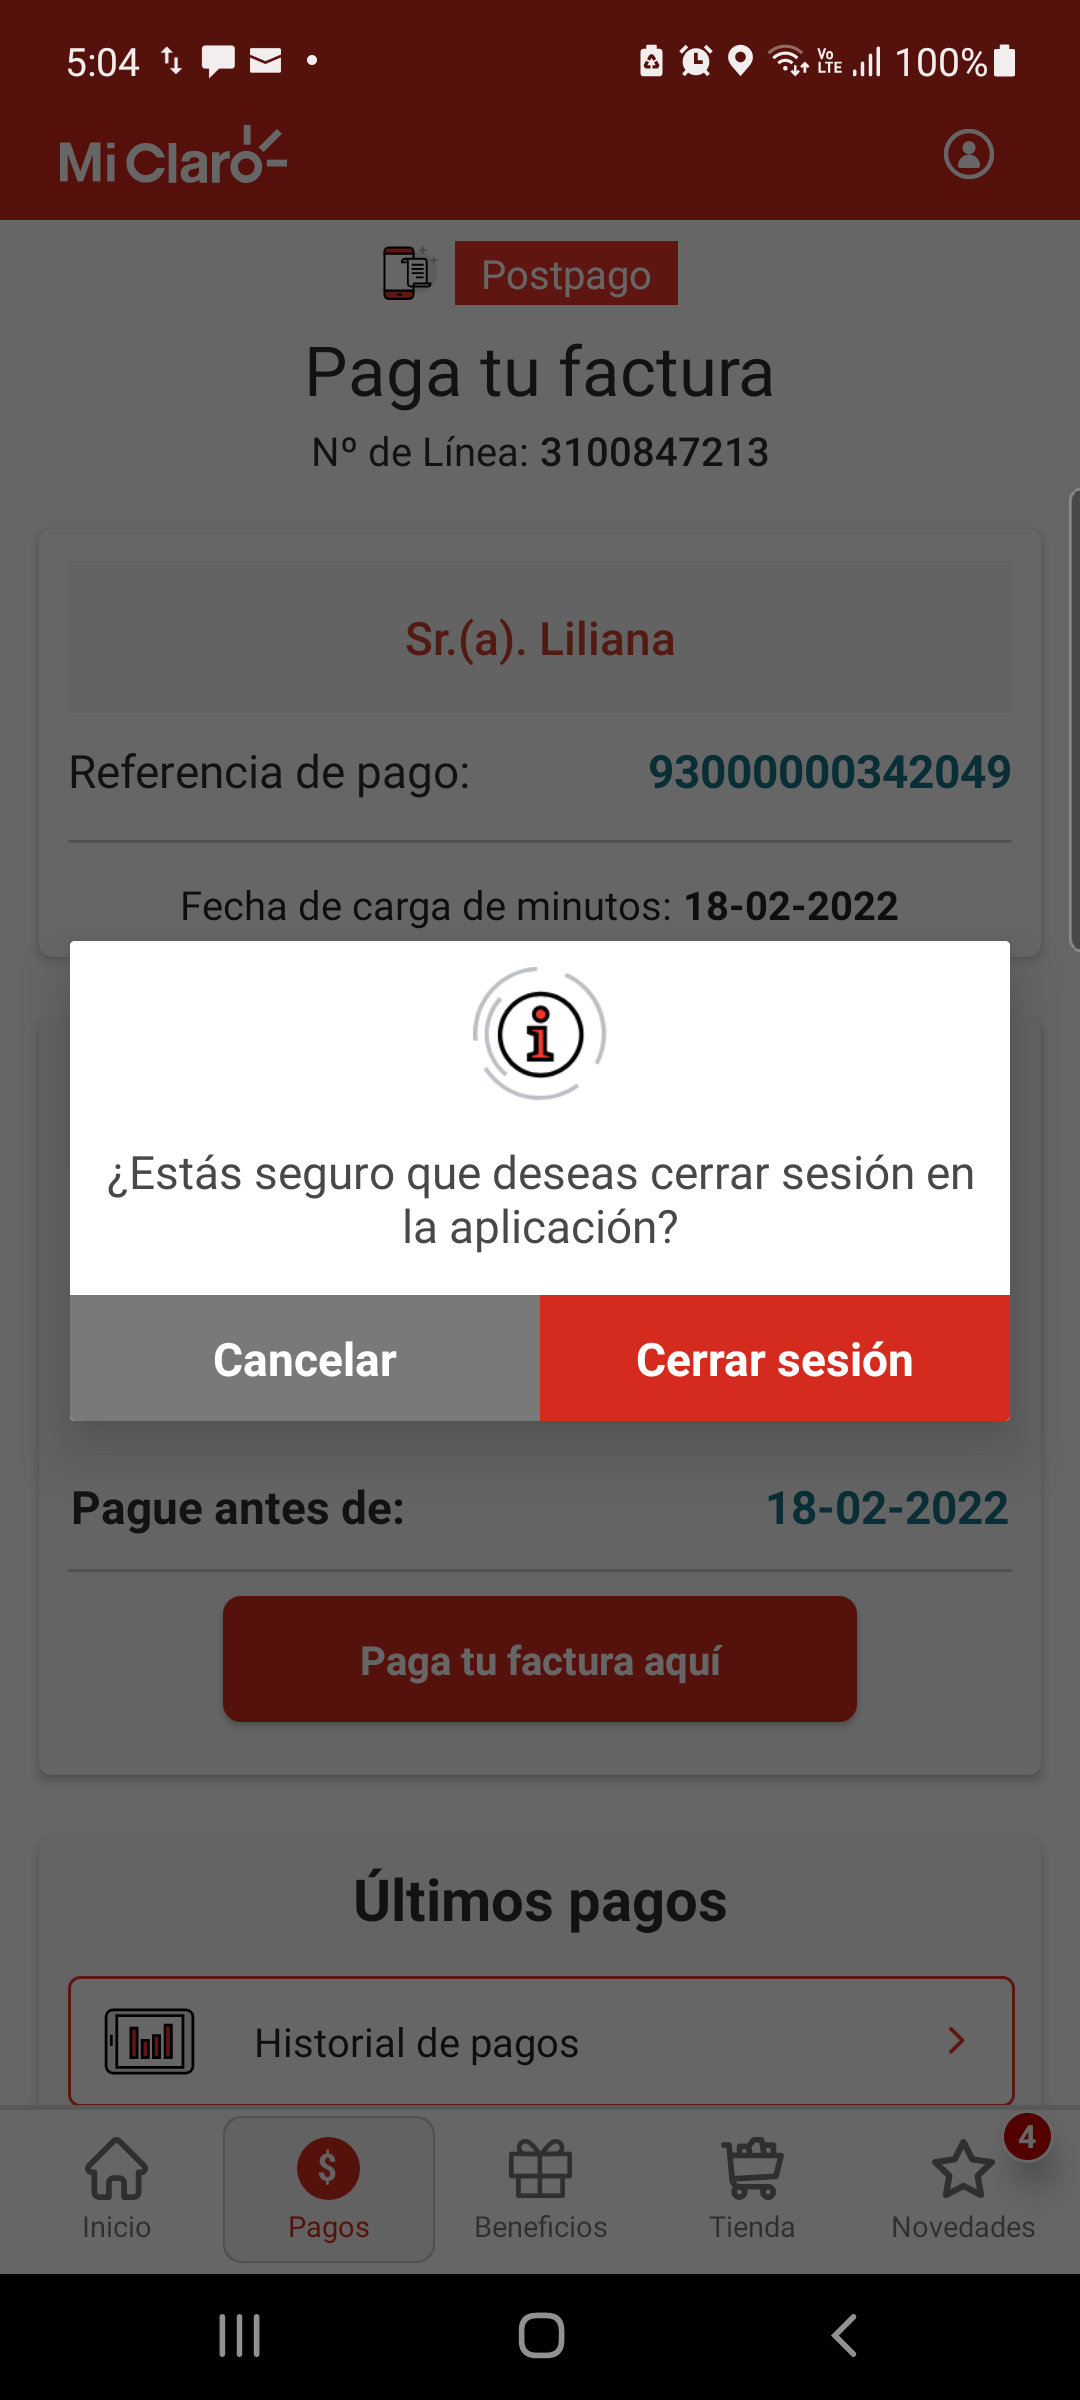 5:04
Vo LTE
100%
Mi Claro
Postpago
Paga tu factura
Nº de Línea: 3100847213
Sr.(a). Liliana
Referencia de pago: 93000000342049
Fecha de carga de minutos: 18-02-2022
¿Estás seguro que deseas cerrar sesión en
la aplicación?
Cancelar
Cerrar sesión
Pague antes de: 18-02-2022
Paga tu factura aquí
Últimos pagos
Historial de pagos
4
$
Inicio
Pagos
Beneficios
Tienda
Novedades